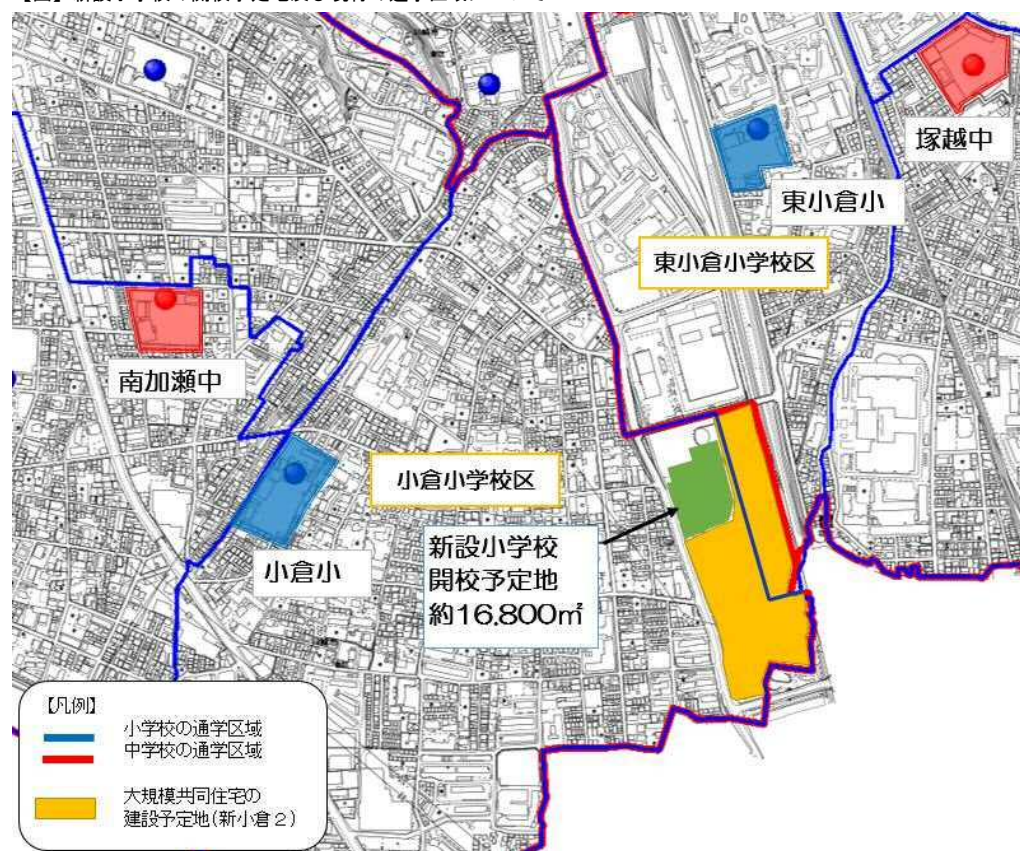 塚越中
東小倉小
東小倉小学校区
南加瀬中
小倉小学校区
小倉小
新設小学校
開校予定地
約16,800㎡
【凡例】
小学校の通学区域
中学校の通学区域
大規模共同住宅の
建設予定地(新小倉2)